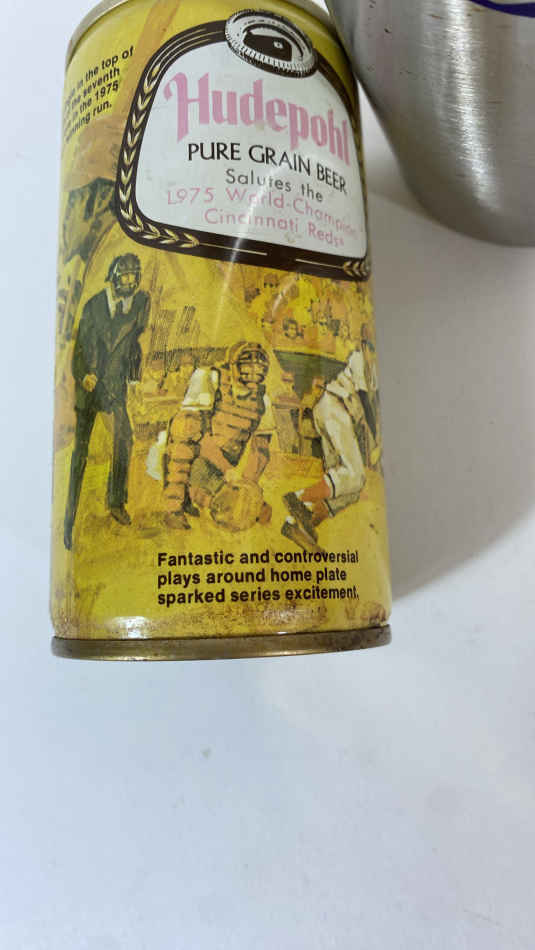 in the top of
the seventh
in the 1975
winning run.
Hudepohl
PURE GRAIN BEER
Salutes the
1975 World-Champion
Cincinnati Reds®
Fantastic and controversial
plays around home plate
sparked series excitement.